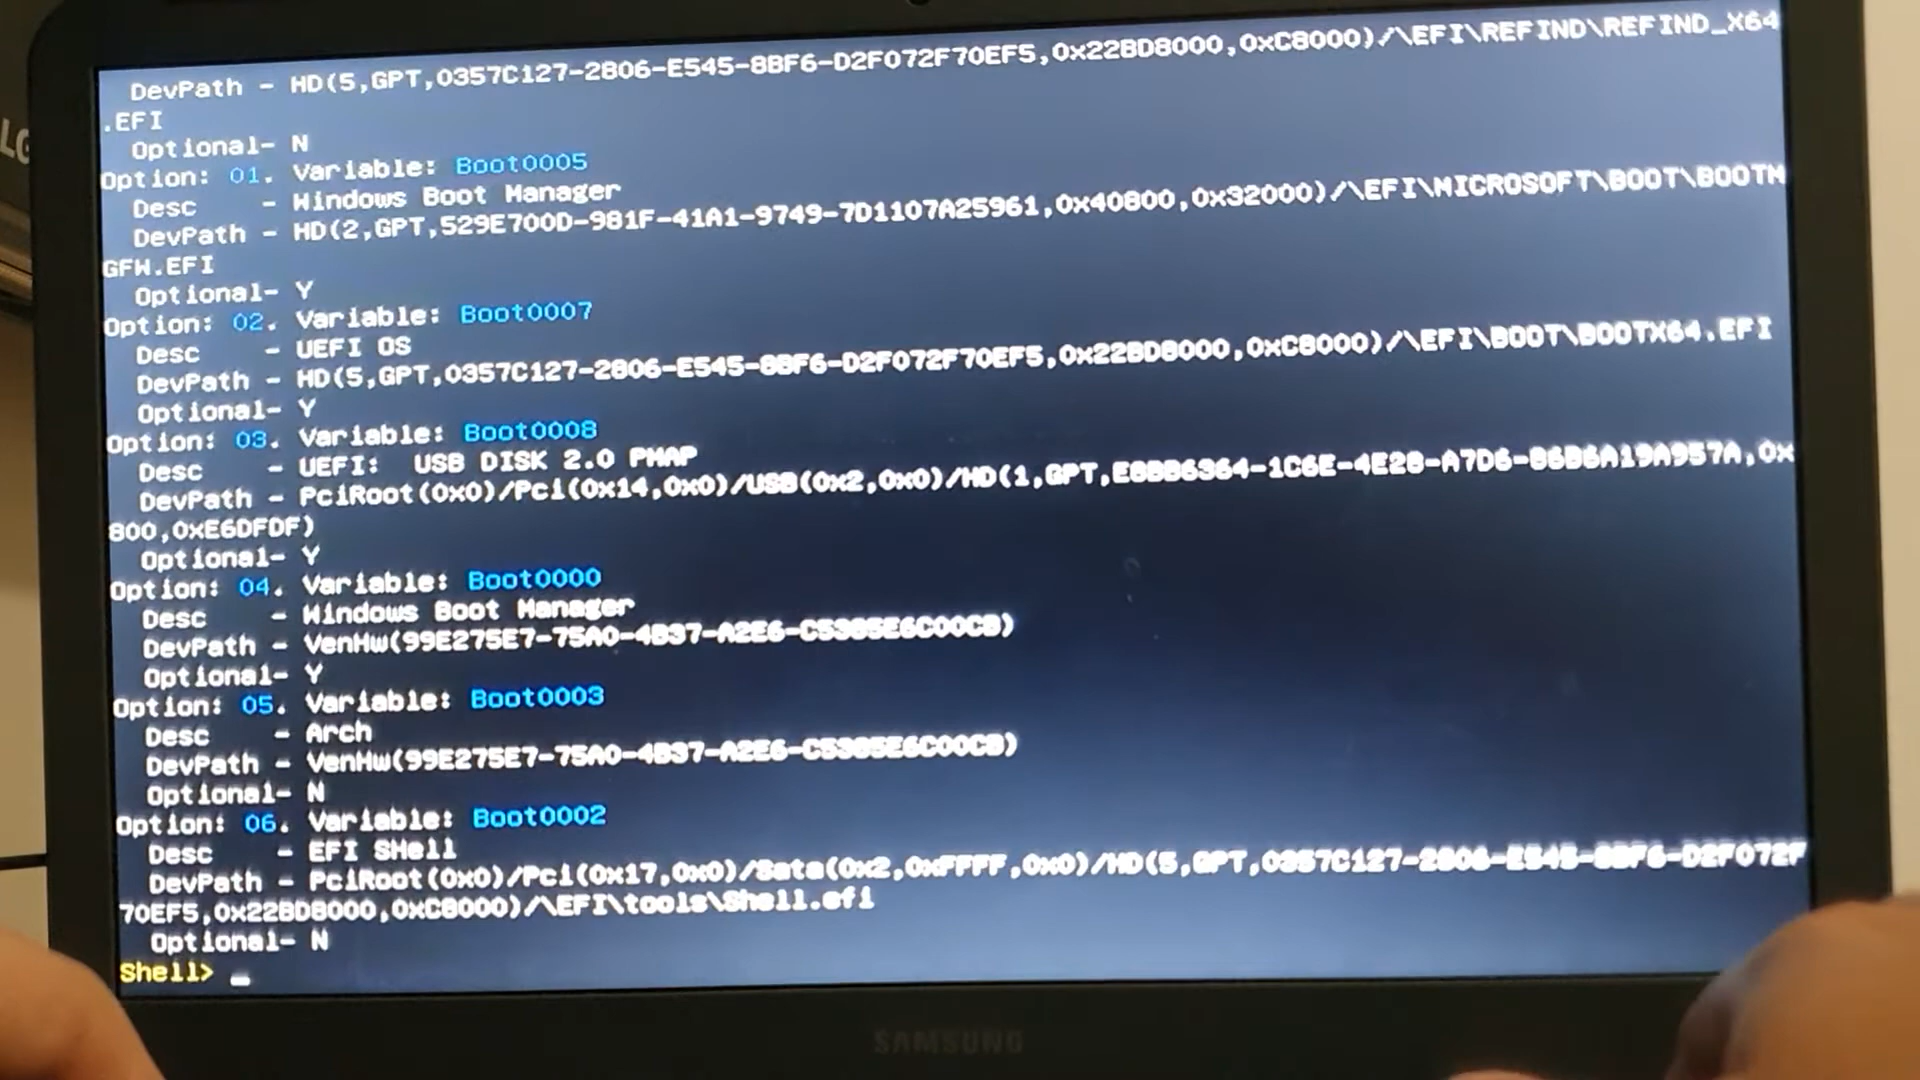 DevPath - HD(5,GPT,0357C127-2806-E545-8BF6-D2F072F70EF5,0x22BD8000,0xC8000)/\EFI\REFIND\REFIND_X64
.EFI
Optional- N
Option: 01. Variable: Boot0005
Desc - Windows Boot Manager
DevPath - HD(2,GPT,529E700D-981F-41A1-9749-7D1107A25961,0x40800,0x32000)/\EFI\MICROSOFT\BOOT\BOOTM
GFW.EFI
Optional- Y
Option: 02. Variable: Boot0007
Desc - UEFI OS
DevPath - HD(5,GPT,0357C127-2806-E545-8BF6-D2F072F70EF5,0x22BD8000,0xC8000)/\EFI\BOOT\BOOTX64.EFI
Optional- Y
Option: 03. Variable: Boot0008
Desc - UEFI: USB DISK 2.0 PMAP
DevPath - PciRoot(0x0)/Pci(0x14,0x0)/USB(0x2,0x0)/HD(1,GPT,E8BB6364-1C6E-4E28-A7D6-86B6A19A957A,0x
800,0xE6DFDF)
Optional- Y
Option: 04. Variable: Boot0000
Desc - Windows Boot Manager
DevPath - VenHw(99E275E7-75A0-4B37-A2E6-C5385E6C00CB)
Optional- Y
Option: 05. Variable: Boot0003
Desc - Arch
DevPath - VenHw(99E275E7-75A0-4B37-A2E6-C5385E6C00CB)
Optional- N
Option: 06. Variable: Boot0002
Desc - EFI SHell
DevPath - PciRoot(0x0)/Pci(0x17,0x0)/Sata(0x2,0xFFFF,0x0)/HD(5,GPT,0357C127-2806-E545-8BF6-D2F072F
70EF5,0x22BD8000,0xC8000)/\EFI\tools\Shell.efi
Optional- N
Shell> _
SAMSUNG
LG